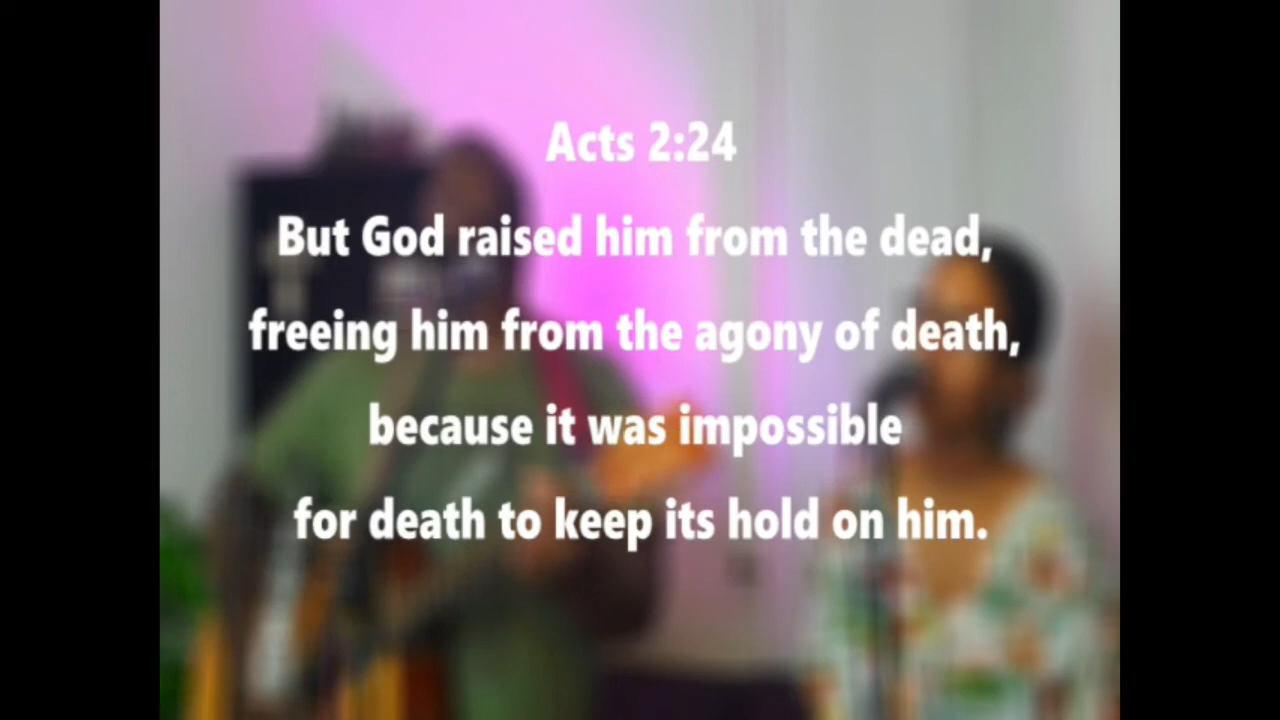 Acts 2:24
But God raised him from the dead,
freeing him from the agony of death,
because it was impossible
for death to keep its hold on him.